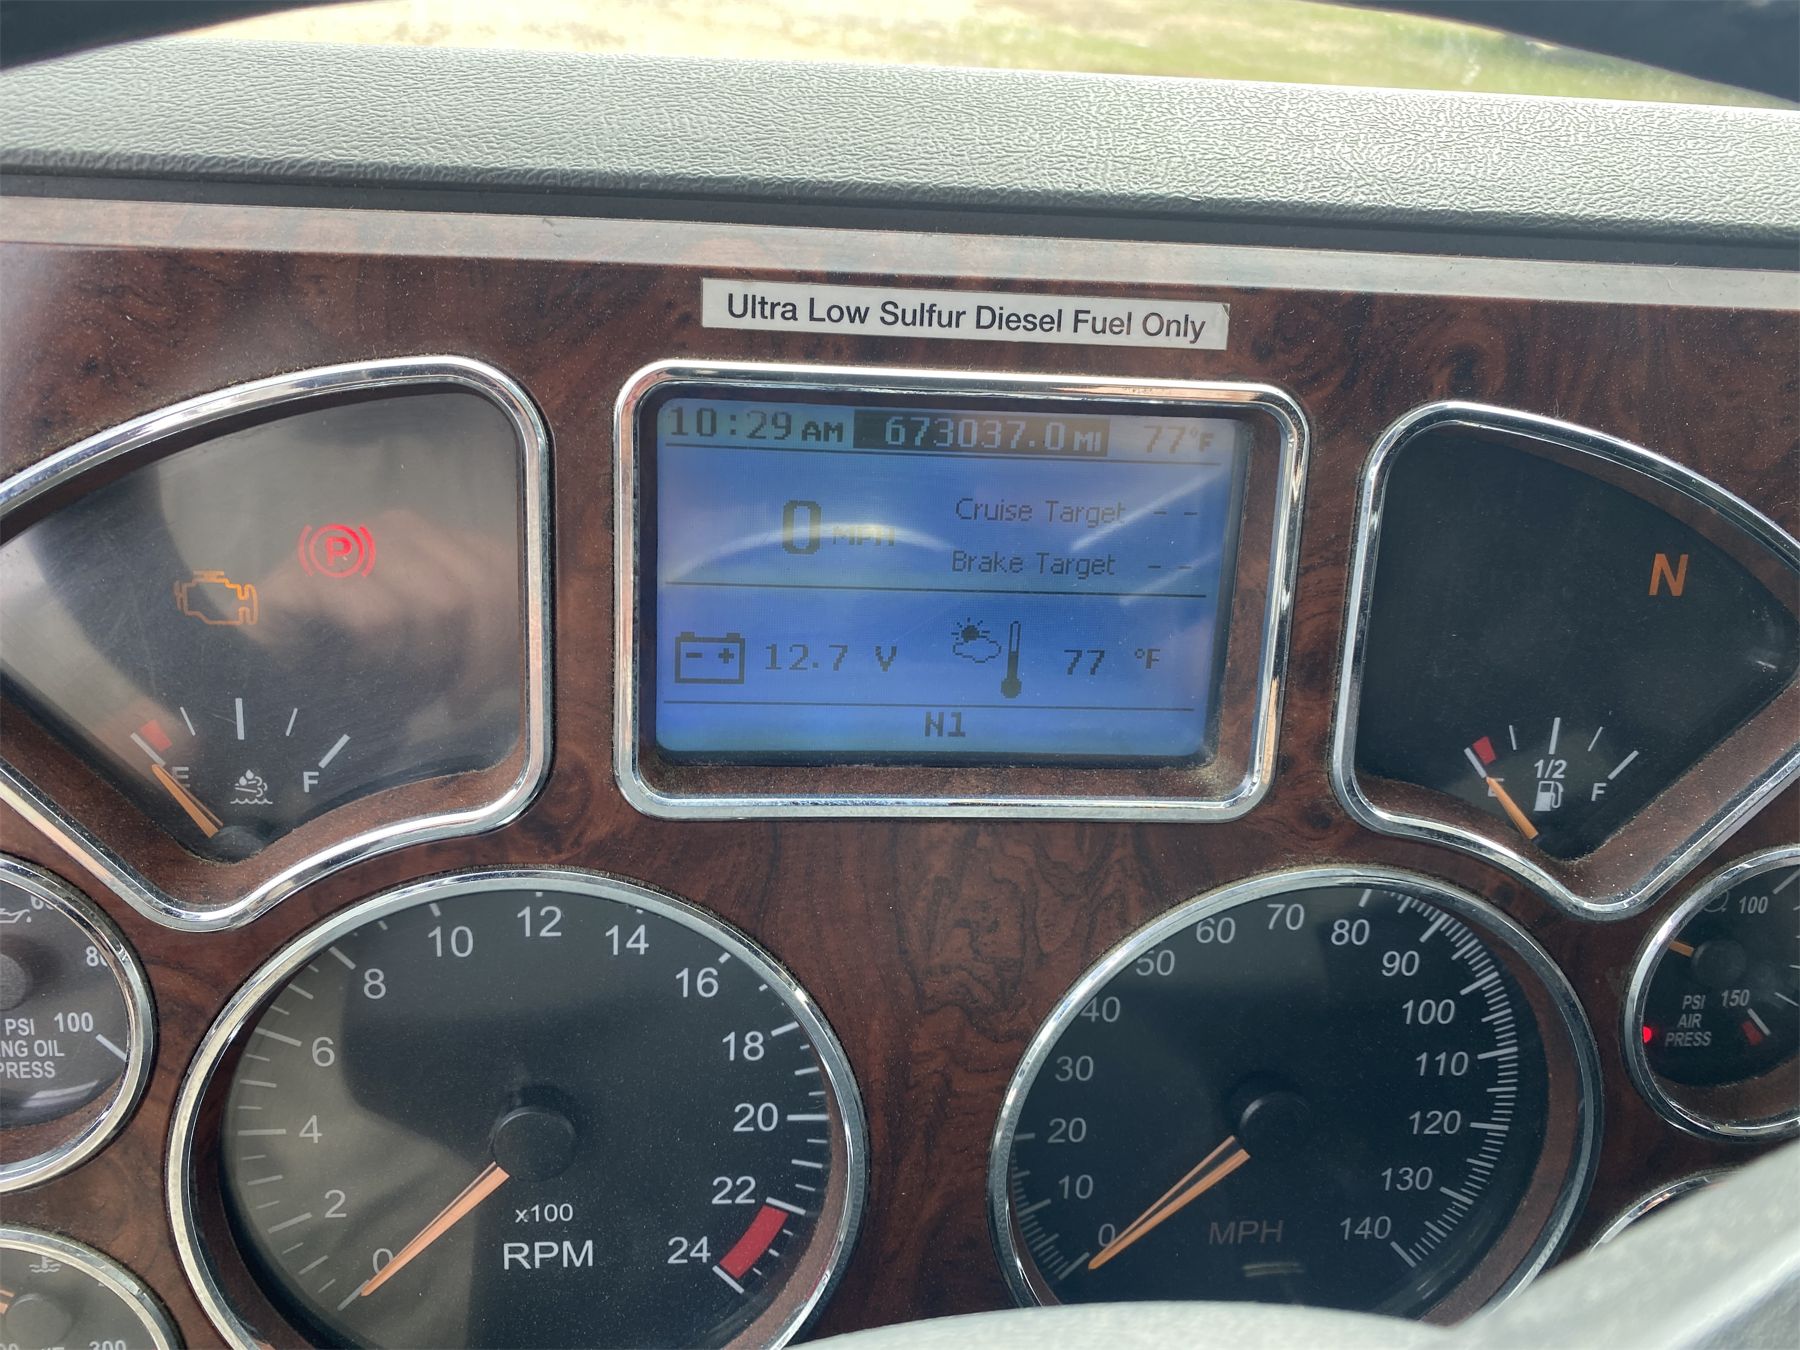 Ultra Low Sulfur Diesel Fuel Only
10:29 AM 673037.0 MI 77°F
0 MPH Cruise Target - -
Brake Target - -
12.7 V 77 °F
N1
P
N
E F
1/2
E F
80
PSI 100
OIL
PRESS
0 2 4 6 8 10 12 14 16 18 20 22 24
x100
RPM
0 10 20 30 40 50 60 70 80 90 100 110 120 130 140
MPH
100
PSI 150
AIR
PRESS